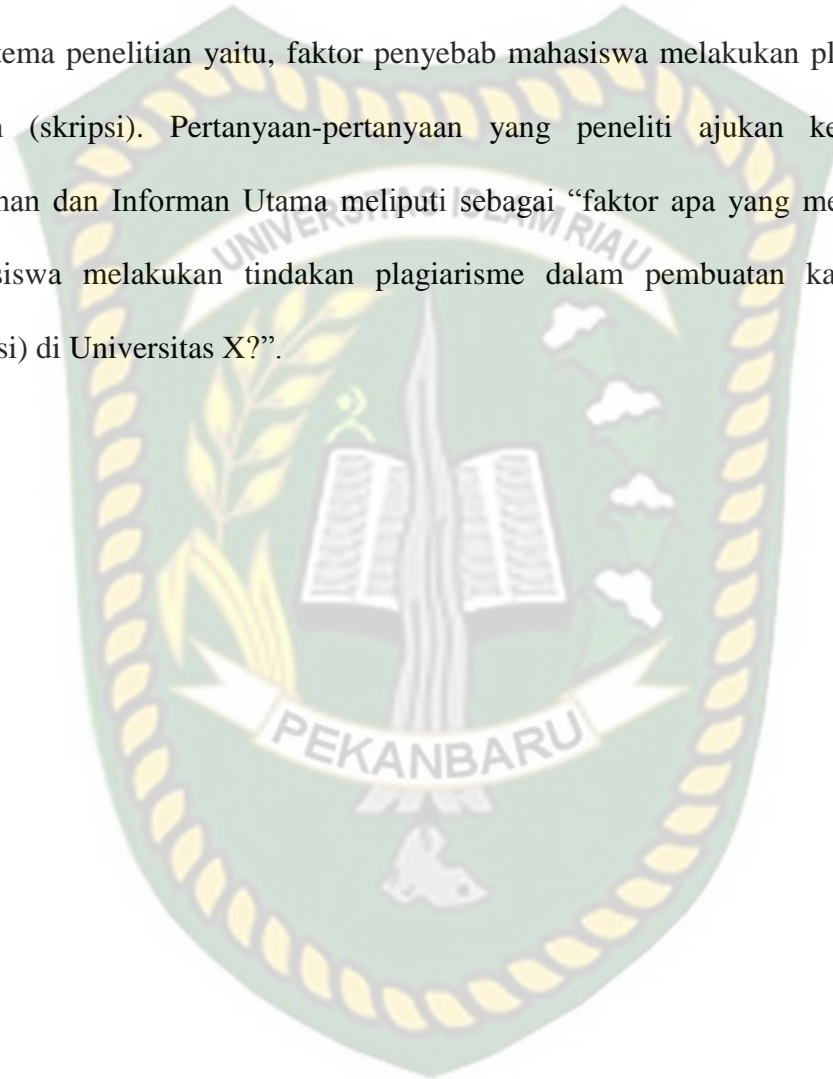 tema penelitian yaitu, faktor penyebab mahasiswa melakukan pl
n (skripsi). Pertanyaan-pertanyaan yang peneliti ajukan ke
nan dan Informan Utama meliputi sebagai “faktor apa yang me
UNIVERSITAS ISLAM RIAU
siswa melakukan tindakan plagiarisme dalam pembuatan ka
si) di Universitas X?”.
PEKANBARU